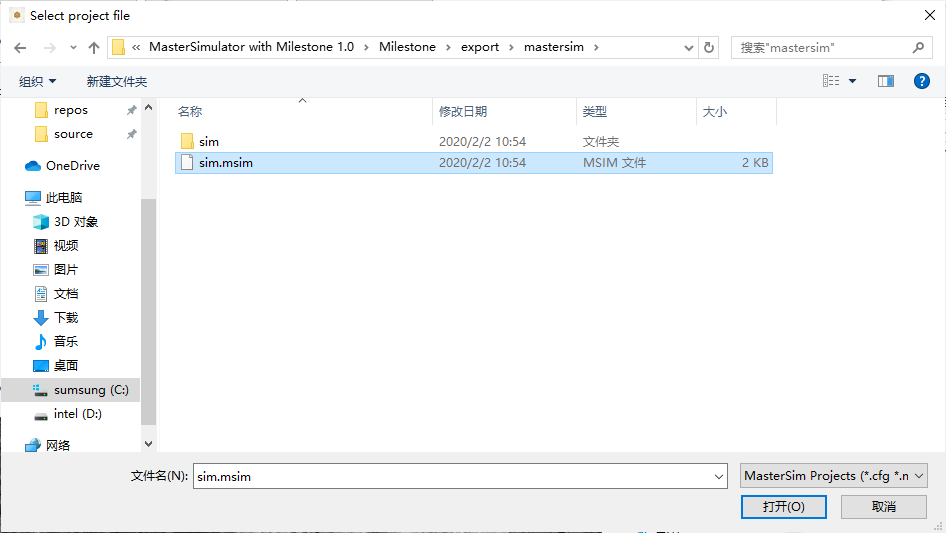 Select project file
« MasterSimulator with Milestone 1.0 › Milestone › export › mastersim ›
搜索"mastersim"
组织
新建文件夹
?
名称
修改日期
类型
大小
repos
source
OneDrive
此电脑
3D 对象
视频
图片
文档
下载
音乐
桌面
sumsung (C:)
intel (D:)
网络
sim
2020/2/2 10:54
文件夹
sim.msim
2020/2/2 10:54
MSIM 文件
2 KB
文件名(N):
sim.msim
MasterSim Projects (*.cfg *.n
打开(O)
取消